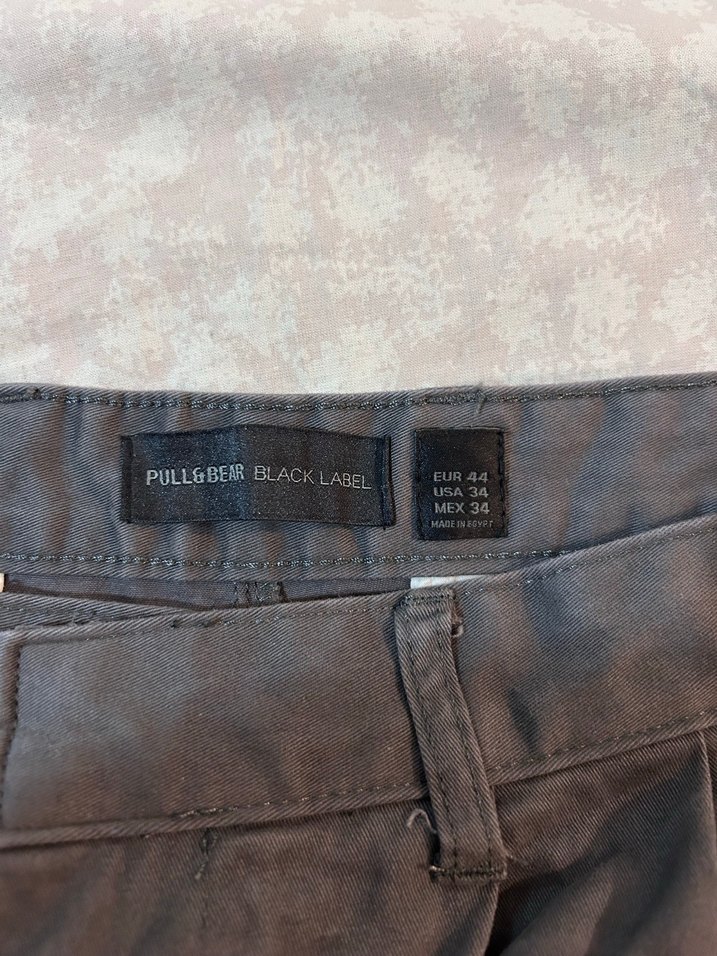 PULL&BEAR BLACK LABEL
EUR 44
USA 34
MEX 34
MADE IN EGYPT